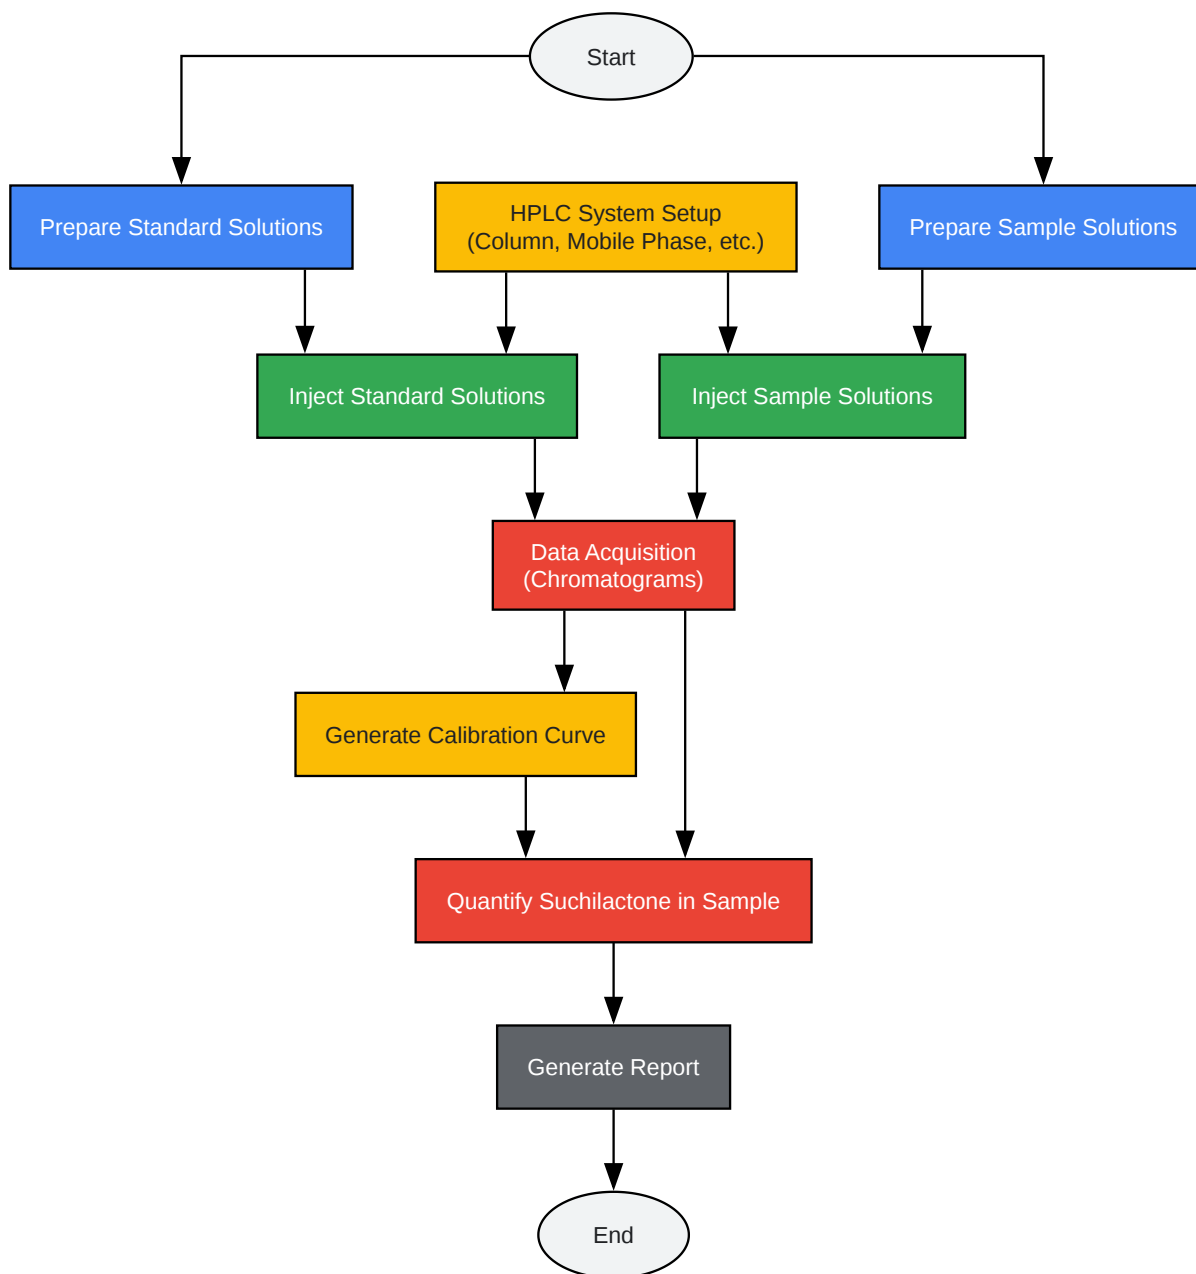 Start
Prepare Standard Solutions
HPLC System Setup
(Column, Mobile Phase, etc.)
Prepare Sample Solutions
Inject Standard Solutions
Inject Sample Solutions
Data Acquisition
(Chromatograms)
Generate Calibration Curve
Quantify Suchilactone in Sample
Generate Report
End